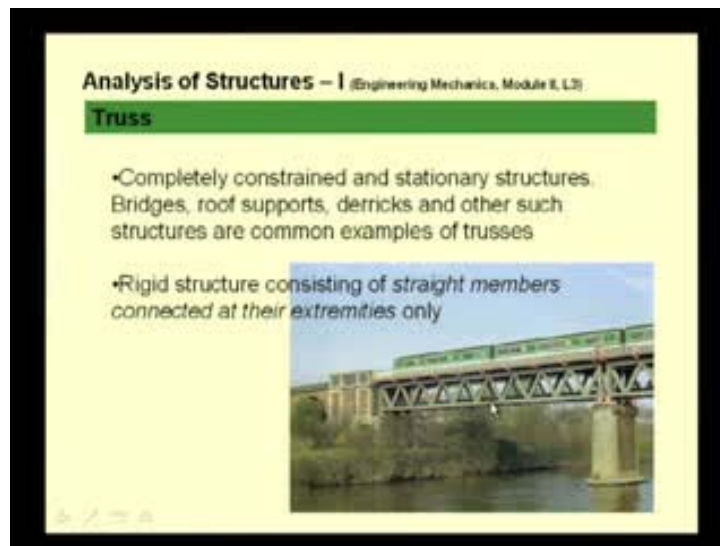 Analysis of Structures – I (Engineering Mechanics, Module II, L3)
Truss
•Completely constrained and stationary structures.
Bridges, roof supports, derricks and other such
structures are common examples of trusses
•Rigid structure consisting of straight members
connected at their extremities only